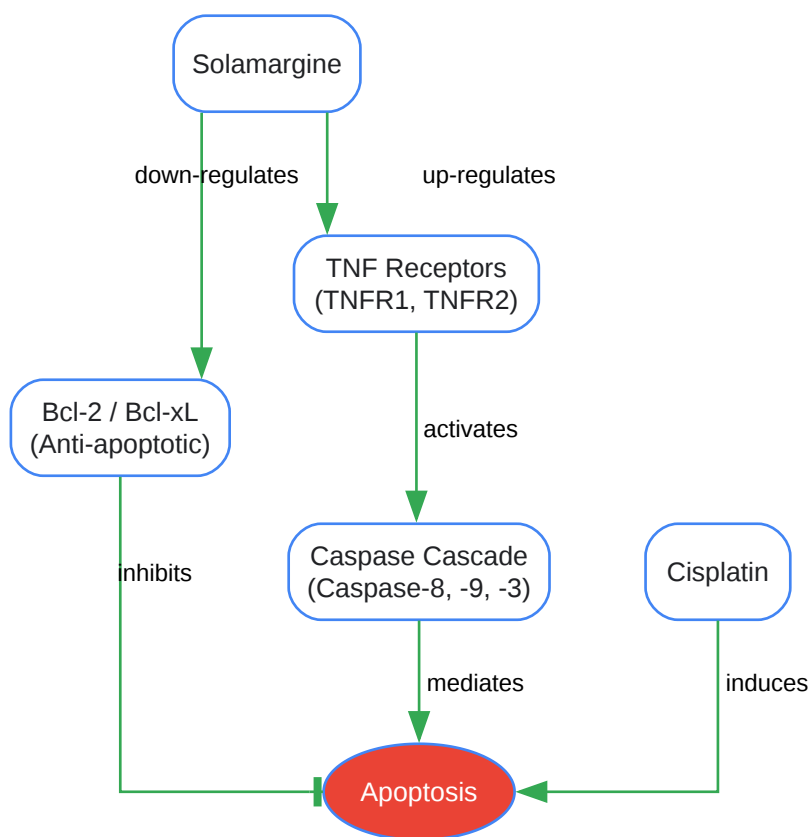 Solamargine
down-regulates
up-regulates
TNF Receptors
(TNFR1, TNFR2)
Bcl-2 / Bcl-xL
(Anti-apoptotic)
activates
Caspase Cascade
(Caspase-8, -9, -3)
Cisplatin
inhibits
mediates
induces
Apoptosis